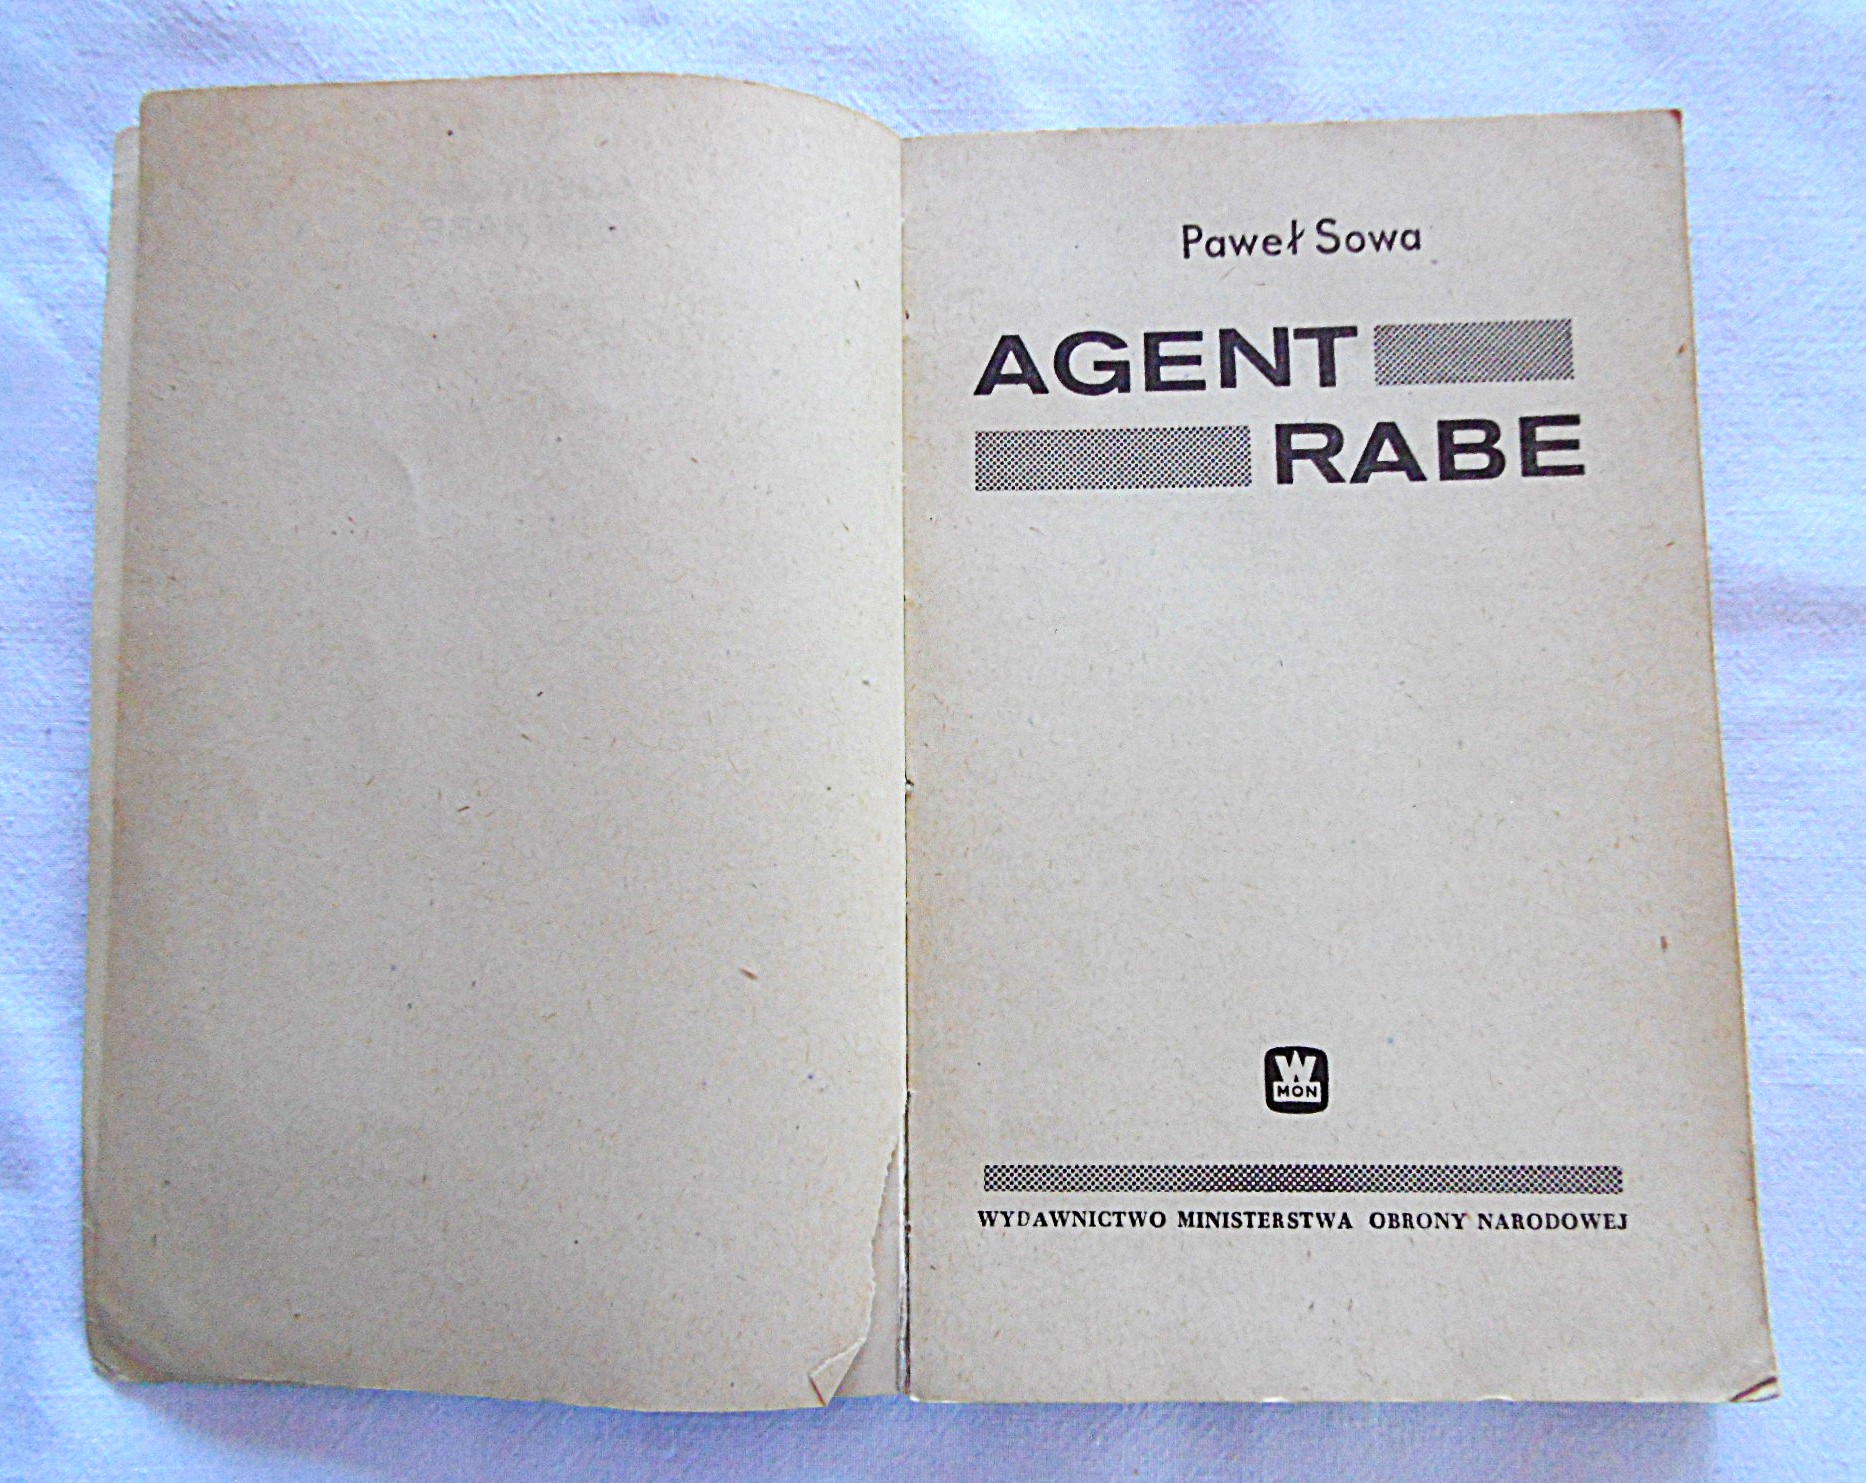 Paweł Sowa
AGENT
RABE
W
MON
WYDAWNICTWO MINISTERSTWA OBRONY NARODOWEJ